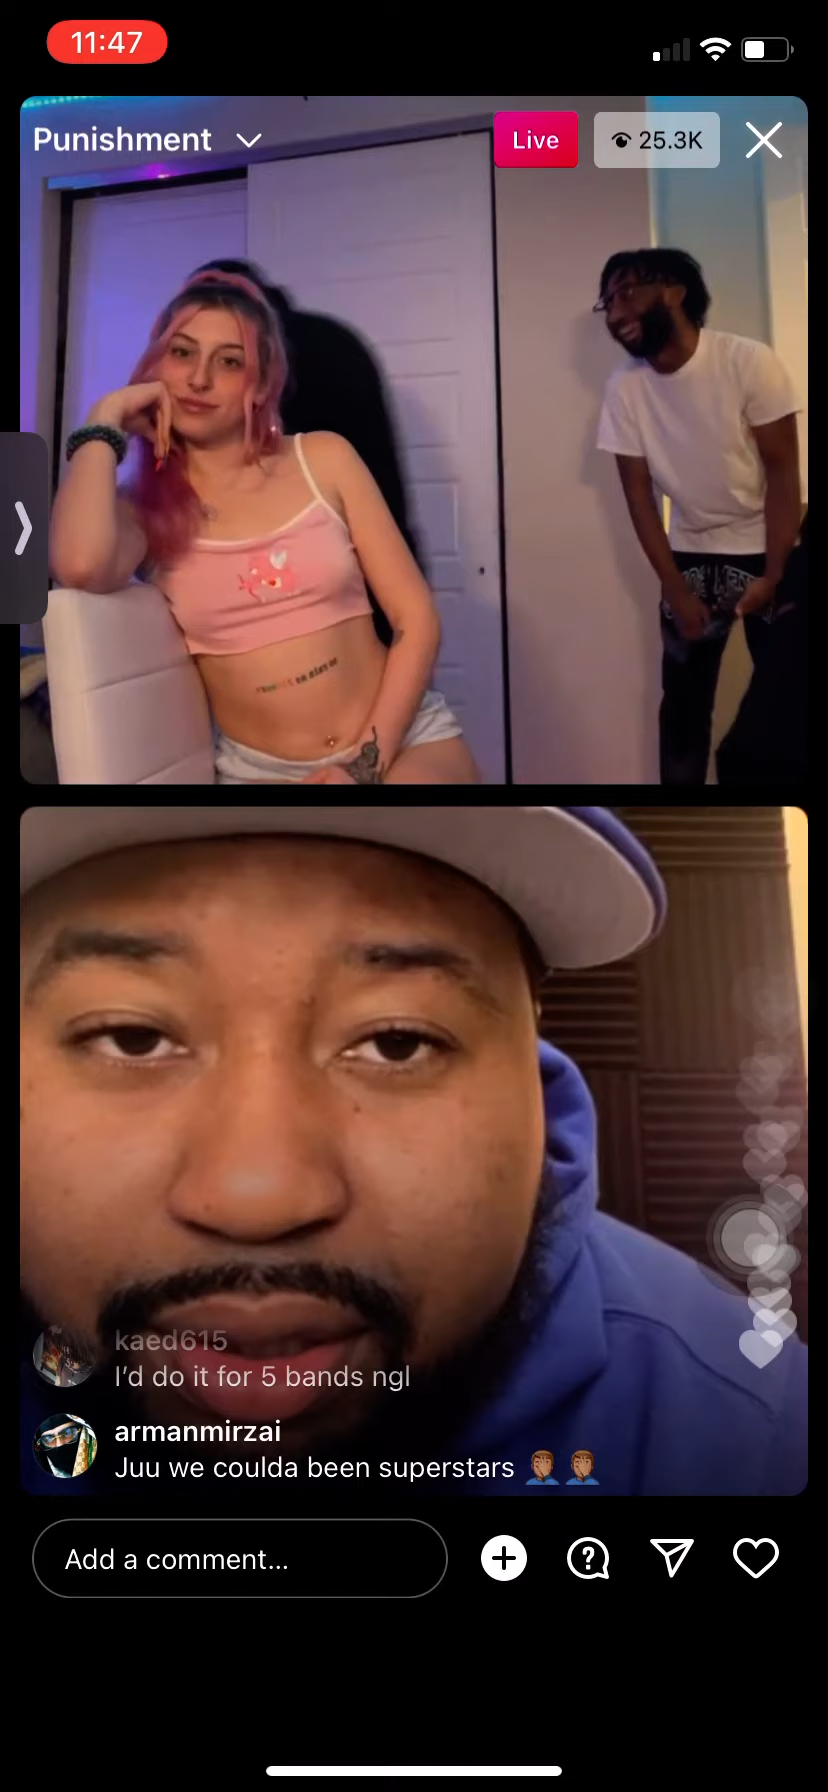 11:47
Punishment
Live
25.3K
kaed615
I'd do it for 5 bands ngl
armanmirzai
Juu we coulda been superstars 🤦🏽‍♂️🤦🏽‍♂️
Add a comment...